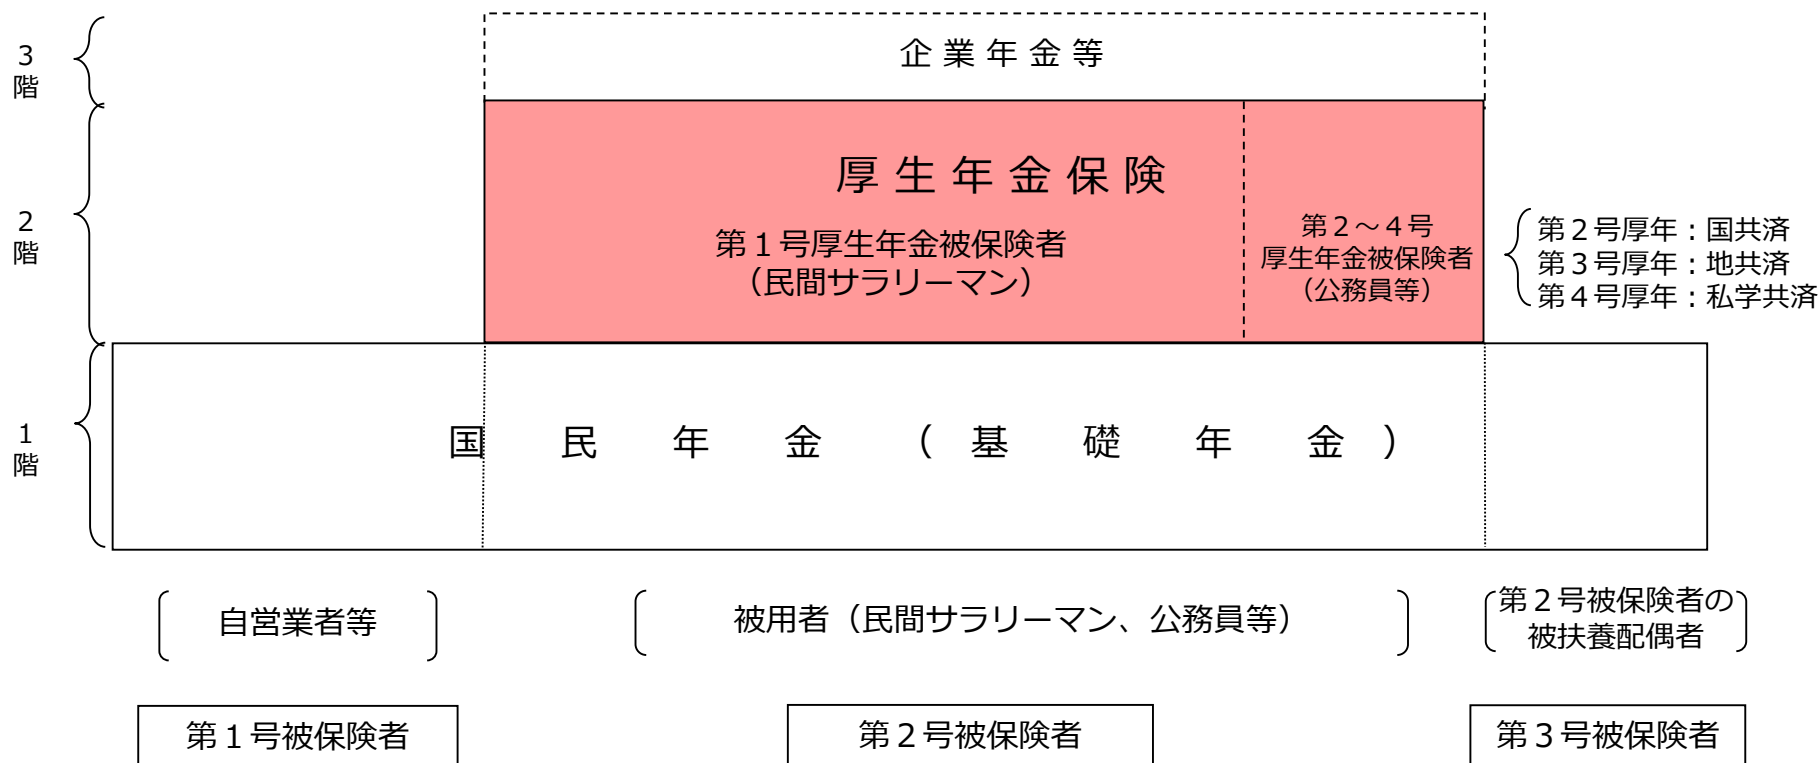 3
階
企業年金等
2
階
厚生年金保険
第１号厚生年金被保険者
（民間サラリーマン）
第２～４号
厚生年金被保険者
（公務員等）
第２号厚年：国共済
第３号厚年：地共済
第４号厚年：私学共済
1
階
国民年金（基礎年金）
自営業者等
被用者（民間サラリーマン、公務員等）
第２号被保険者の
被扶養配偶者
第１号被保険者
第２号被保険者
第３号被保険者